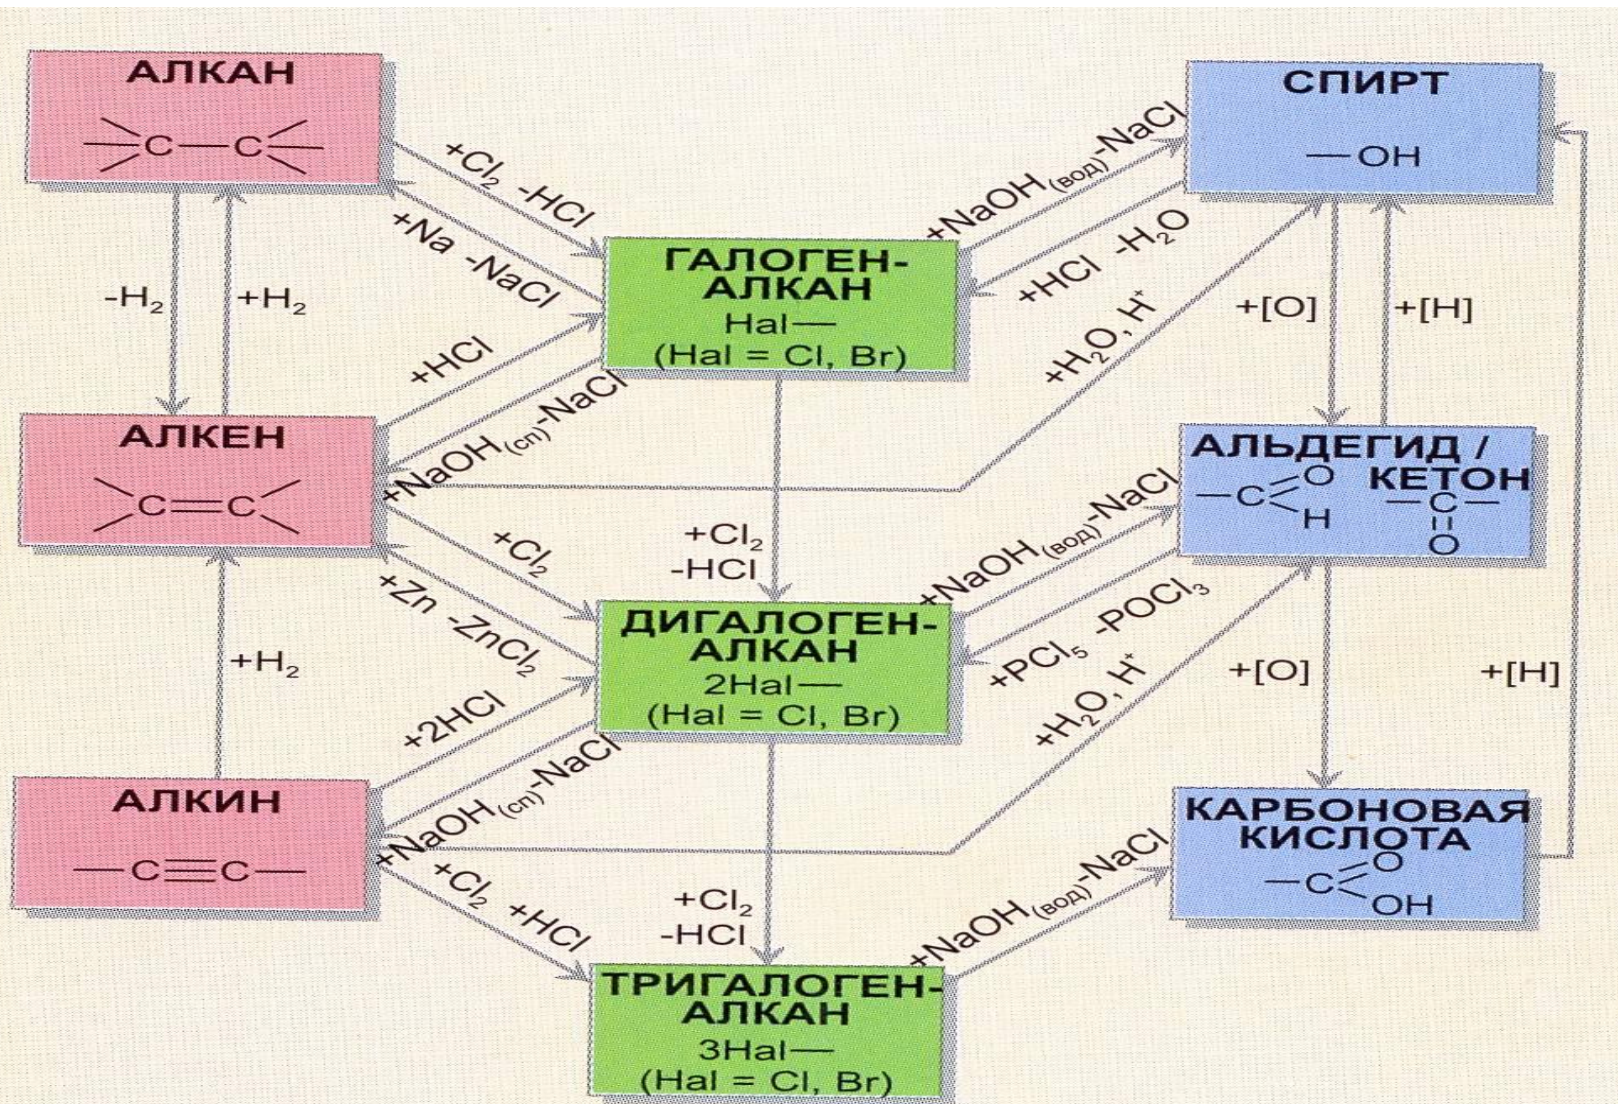 АЛКАН
C—C
СПИРТ
—OH
+Cl₂ -HCl
+Na -NaCl
+NaOH(вод)-NaCl
+HCl -H₂O
ГАЛОГЕН-
АЛКАН
Hal—
(Hal = Cl, Br)
-H₂
+H₂
+HCl
+NaOH(сп)-NaCl
+H₂O, H⁺
+[O]
+[H]
АЛКЕН
C=C
АЛЬДЕГИД /
КЕТОН
—C=O
H
—C—
O
+Cl₂
-HCl
+Cl₂
+Zn -ZnCl₂
+NaOH(вод)-NaCl
+PCl₅ -POCl₃
ДИГАЛОГЕН-
АЛКАН
2Hal—
(Hal = Cl, Br)
+H₂
+2HCl
+NaOH(сп)-NaCl
+H₂O, H⁺
+[O]
+[H]
АЛКИН
—C≡C—
КАРБОНОВАЯ
КИСЛОТА
—C=O
OH
+Cl₂ +HCl
+Cl₂
-HCl
+NaOH(вод)-NaCl
ТРИГАЛОГЕН-
АЛКАН
3Hal—
(Hal = Cl, Br)